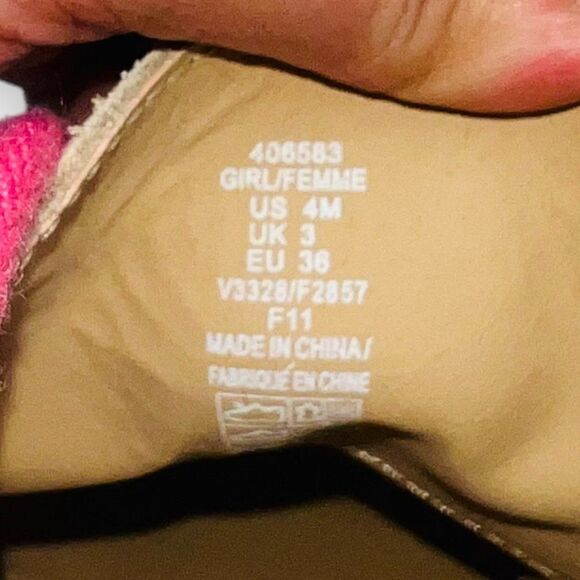 406583
GIRL/FEMME
US 4M
UK 3
EU 36
V3328/F2857
F11
MADE IN CHINA/
FABRIQUÉ EN CHINE